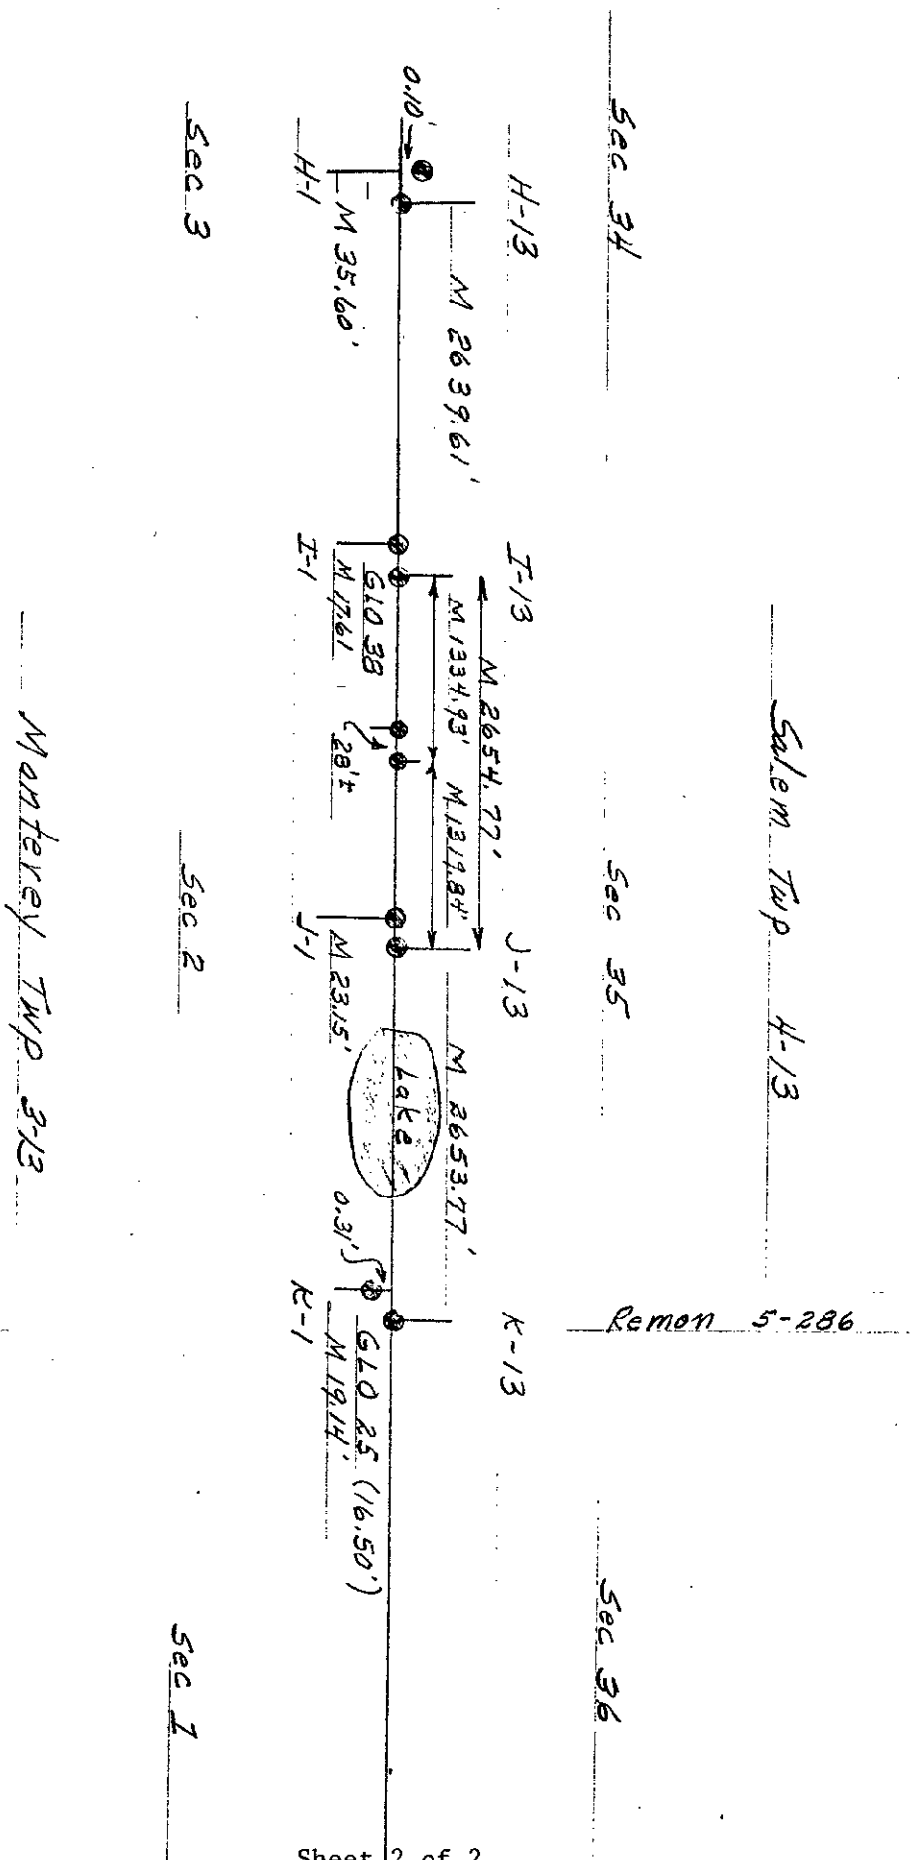 Salem Twp 4-13
Sec 34
Sec 35
Sec 36
Remon 5-286
H-13
I-13
J-13
K-13
M 2639.61'
M 2654.77'
M 1334.93'
M 1319.84'
M 2653.77'
0.10'
Lake
0.31'
M 35.60'
GLO 38
M 17.61
28'±
M 23.15'
GLO 25 (16.50')
M 19.14'
H-1
I-1
J-1
K-1
Sec 3
Sec 2
Sec 1
Monterey Twp 3-13
Sheet 2 of 2